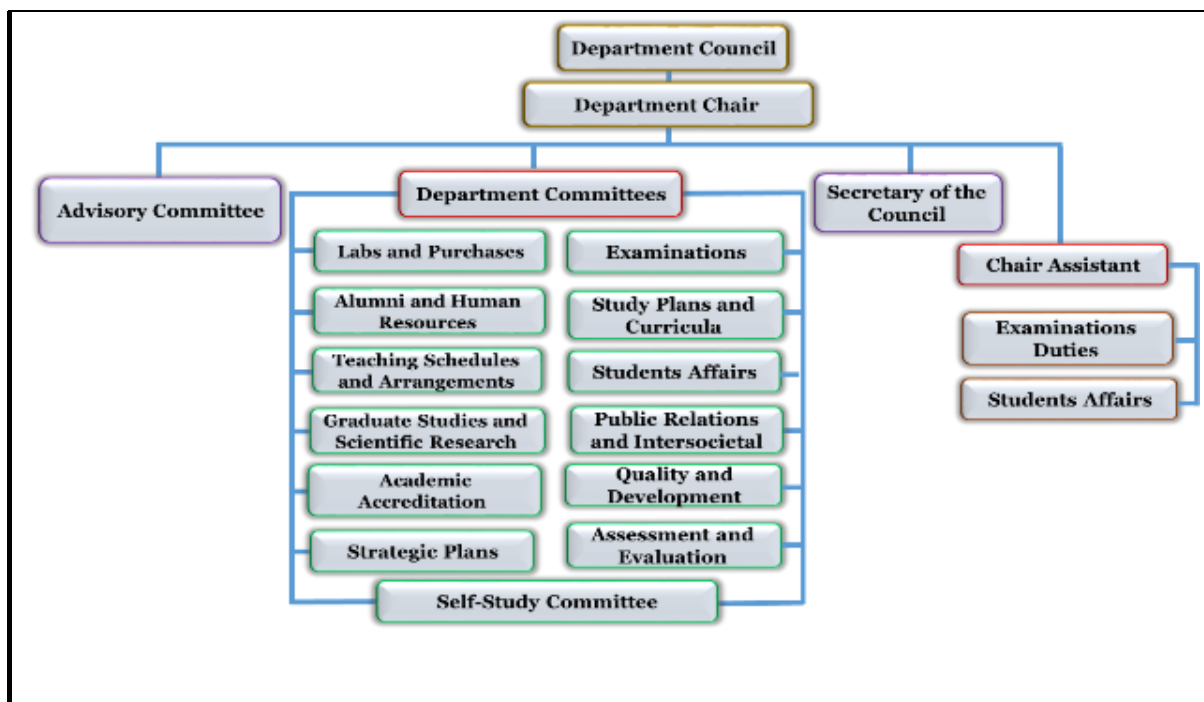 Department Council
Department Chair
Advisory Committee
Department Committees
Secretary of the
Council
Labs and Purchases
Examinations
Chair Assistant
Alumni and Human
Resources
Study Plans and
Curricula
Examinations
Duties
Teaching Schedules
and Arrangements
Students Affairs
Students Affairs
Graduate Studies and
Scientific Research
Public Relations
and Intersocietal
Academic
Accreditation
Quality and
Development
Strategic Plans
Assessment and
Evaluation
Self-Study Committee